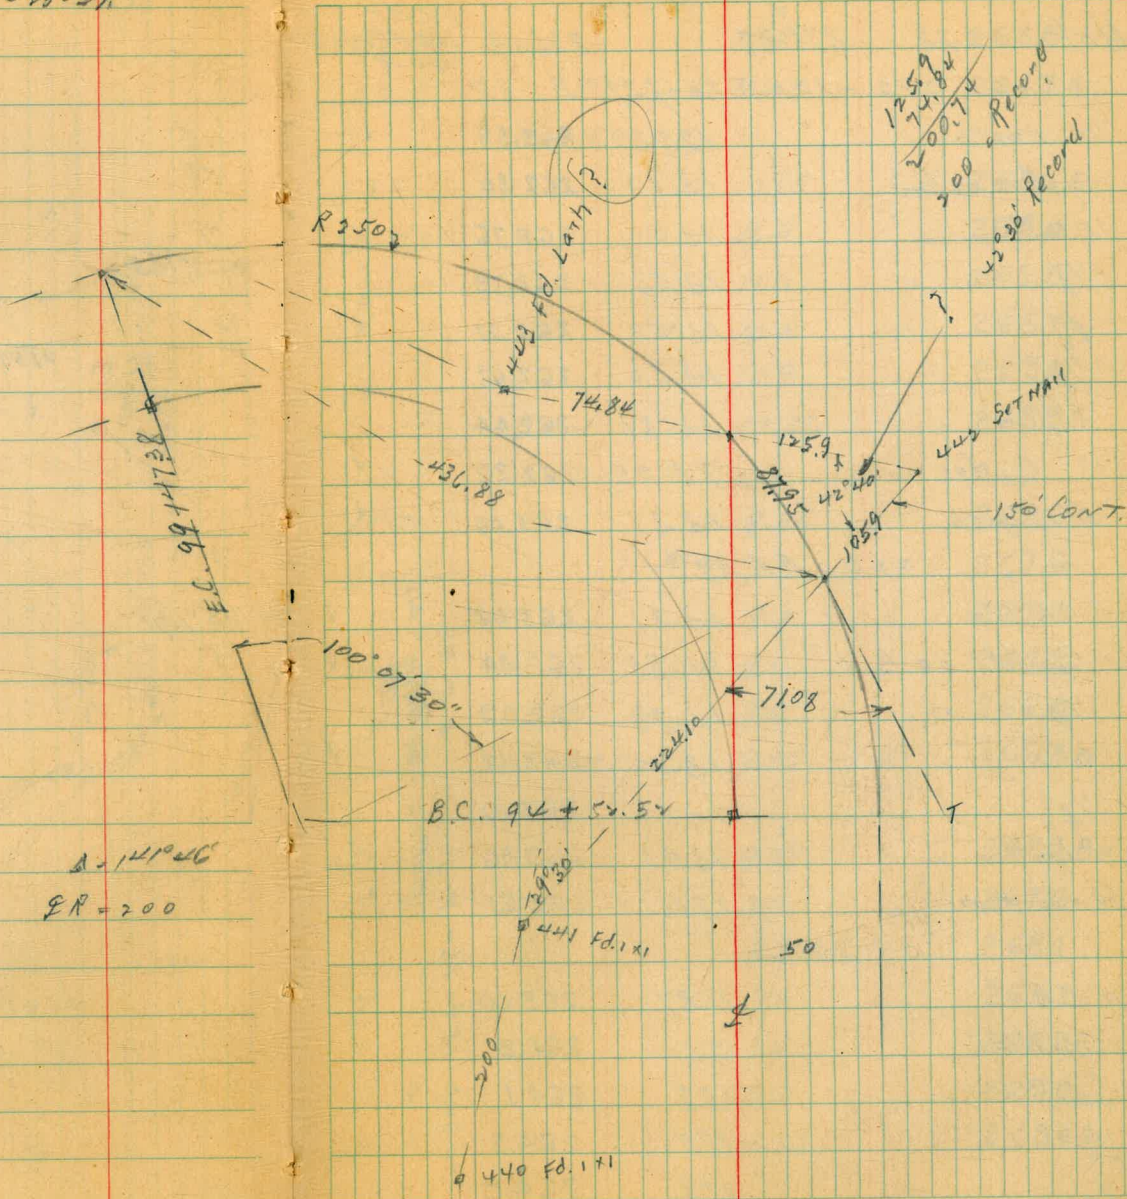 125.9
74.84
200.74
200 = Record
42°30' Record
?
R 250
443 Fd. Lath ?
74.84
125.9 ±
42°40'
442 Set NAIL
87.95
105.9
150' CONT.
-436.88
E.C. 99+47.38
100°07'30"
71.08
224.10
B.C. 94+52.52
T
Δ=141°46'
℄ R = 200
39°30'
441 Fd. 1x1
50
℄
200
440 Fd. 1x1